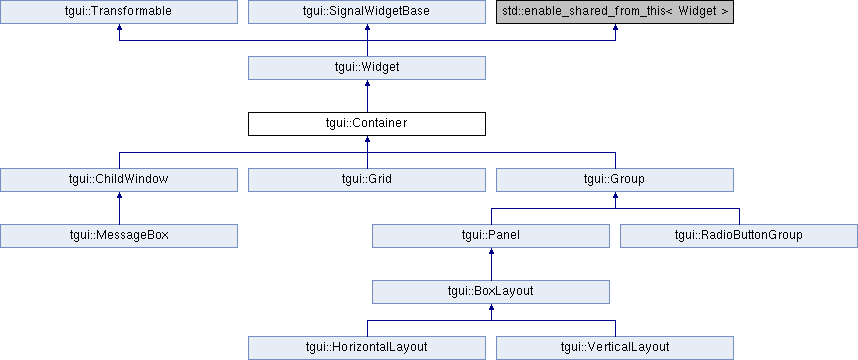 tgui::Transformable
tgui::SignalWidgetBase
std::enable_shared_from_this< Widget >
tgui::Widget
tgui::Container
tgui::ChildWindow
tgui::Grid
tgui::Group
tgui::MessageBox
tgui::Panel
tgui::RadioButtonGroup
tgui::BoxLayout
tgui::HorizontalLayout
tgui::VerticalLayout